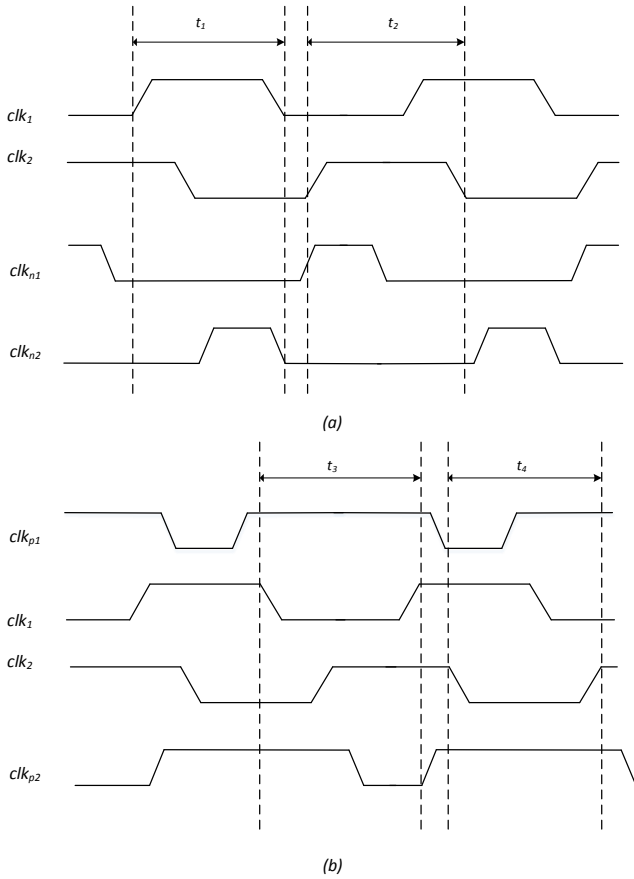 t1 t2
clk1
clk2
clkn1
clkn2
(a)
t3 t4
clkp1
clk1
clk2
clkp2
(b)